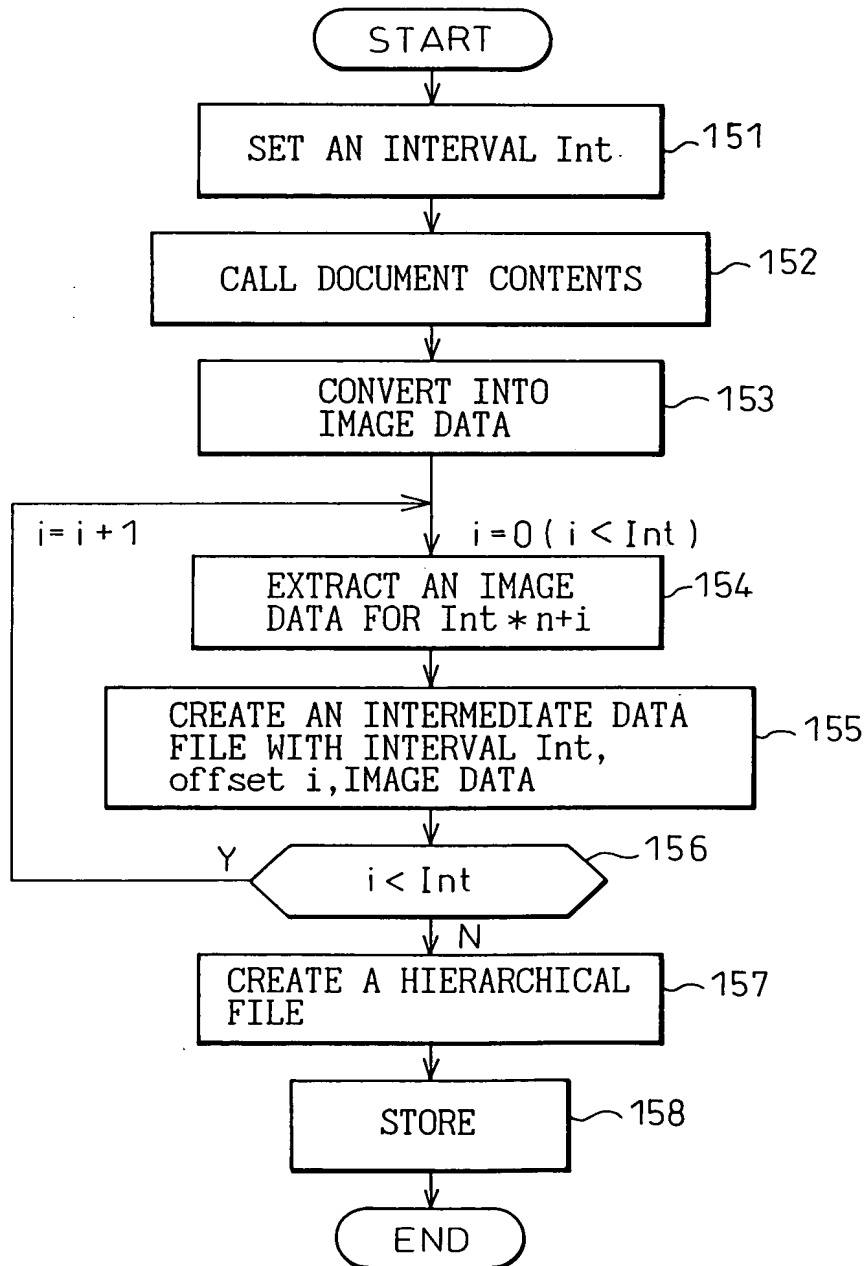 START
SET AN INTERVAL Int
151
CALL DOCUMENT CONTENTS
152
CONVERT INTO
IMAGE DATA
153
i=i+1
i=0(i<Int)
EXTRACT AN IMAGE
DATA FOR Int*n+i
154
CREATE AN INTERMEDIATE DATA
FILE WITH INTERVAL Int,
offset i,IMAGE DATA
155
Y
i<Int
156
N
CREATE A HIERARCHICAL
FILE
157
STORE
158
END